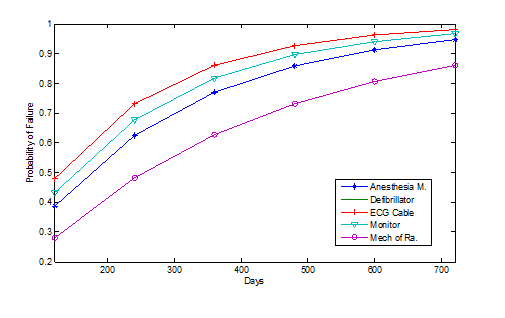 1
0.9
0.8
0.7
0.6
0.5
0.4
0.3
0.2
Probability of Failure
200 300 400 500 600 700
Days
Anesthesia M.
Defibrillator
ECG Cable
Monitor
Mech of Ra.